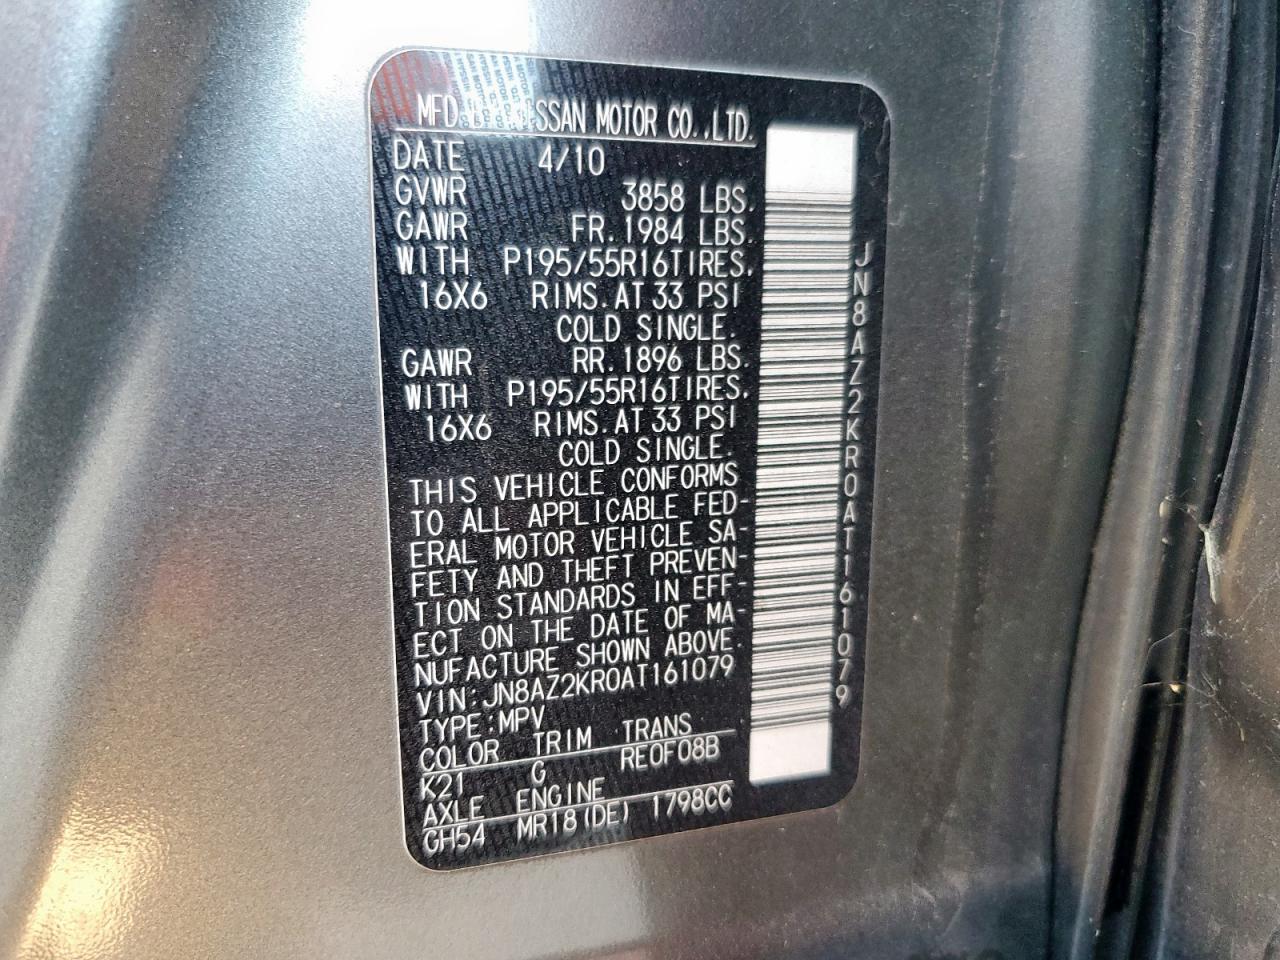 MFD. BY NISSAN MOTOR CO.,LTD.
DATE 4/10
GVWR 3858 LBS.
GAWR FR. 1984 LBS.
WITH P195/55R16TIRES.
16X6 RIMS. AT 33 PSI
COLD SINGLE.
GAWR RR. 1896 LBS.
WITH P195/55R16TIRES.
16X6 RIMS. AT 33 PSI
COLD SINGLE.
THIS VEHICLE CONFORMS
TO ALL APPLICABLE FED-
ERAL MOTOR VEHICLE SA-
FETY AND THEFT PREVEN-
TION STANDARDS IN EFF-
ECT ON THE DATE OF MA-
NUFACTURE SHOWN ABOVE.
VIN:JN8AZ2KR0AT161079
TYPE:MPV
COLOR TRIM TRANS
K21 G RE0F08B
AXLE ENGINE
GH54 MR18(DE) 1798CC
JN8AZ2KR0AT161079